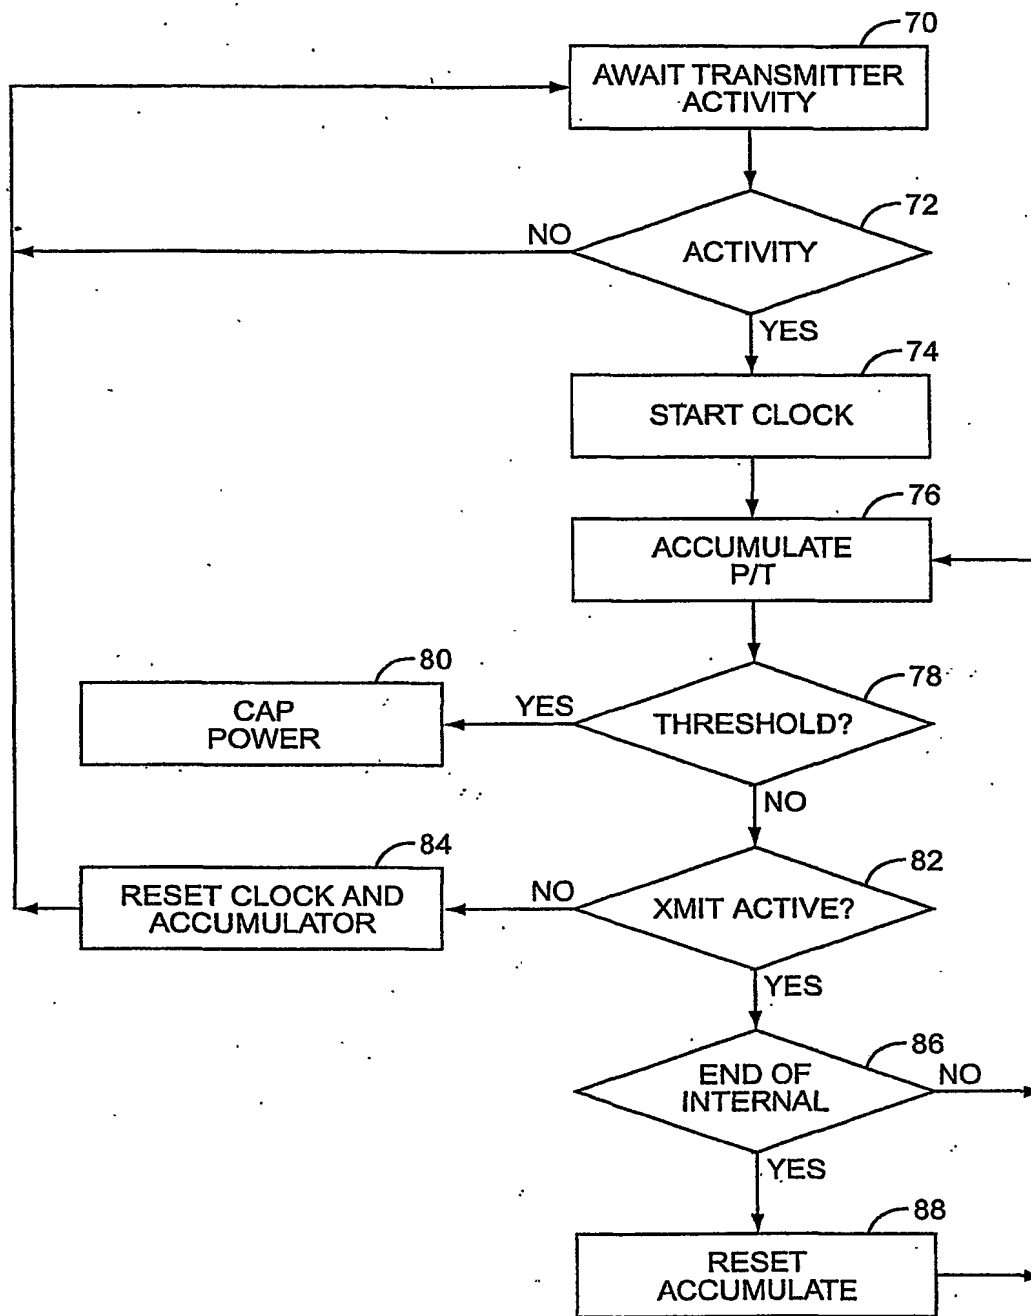 70
AWAIT TRANSMITTER
ACTIVITY
72
NO
ACTIVITY
YES
74
START CLOCK
76
ACCUMULATE
P/T
80
CAP
POWER
YES
78
THRESHOLD?
NO
84
RESET CLOCK AND
ACCUMULATOR
NO
82
XMIT ACTIVE?
YES
86
END OF
INTERNAL
NO
YES
88
RESET
ACCUMULATE